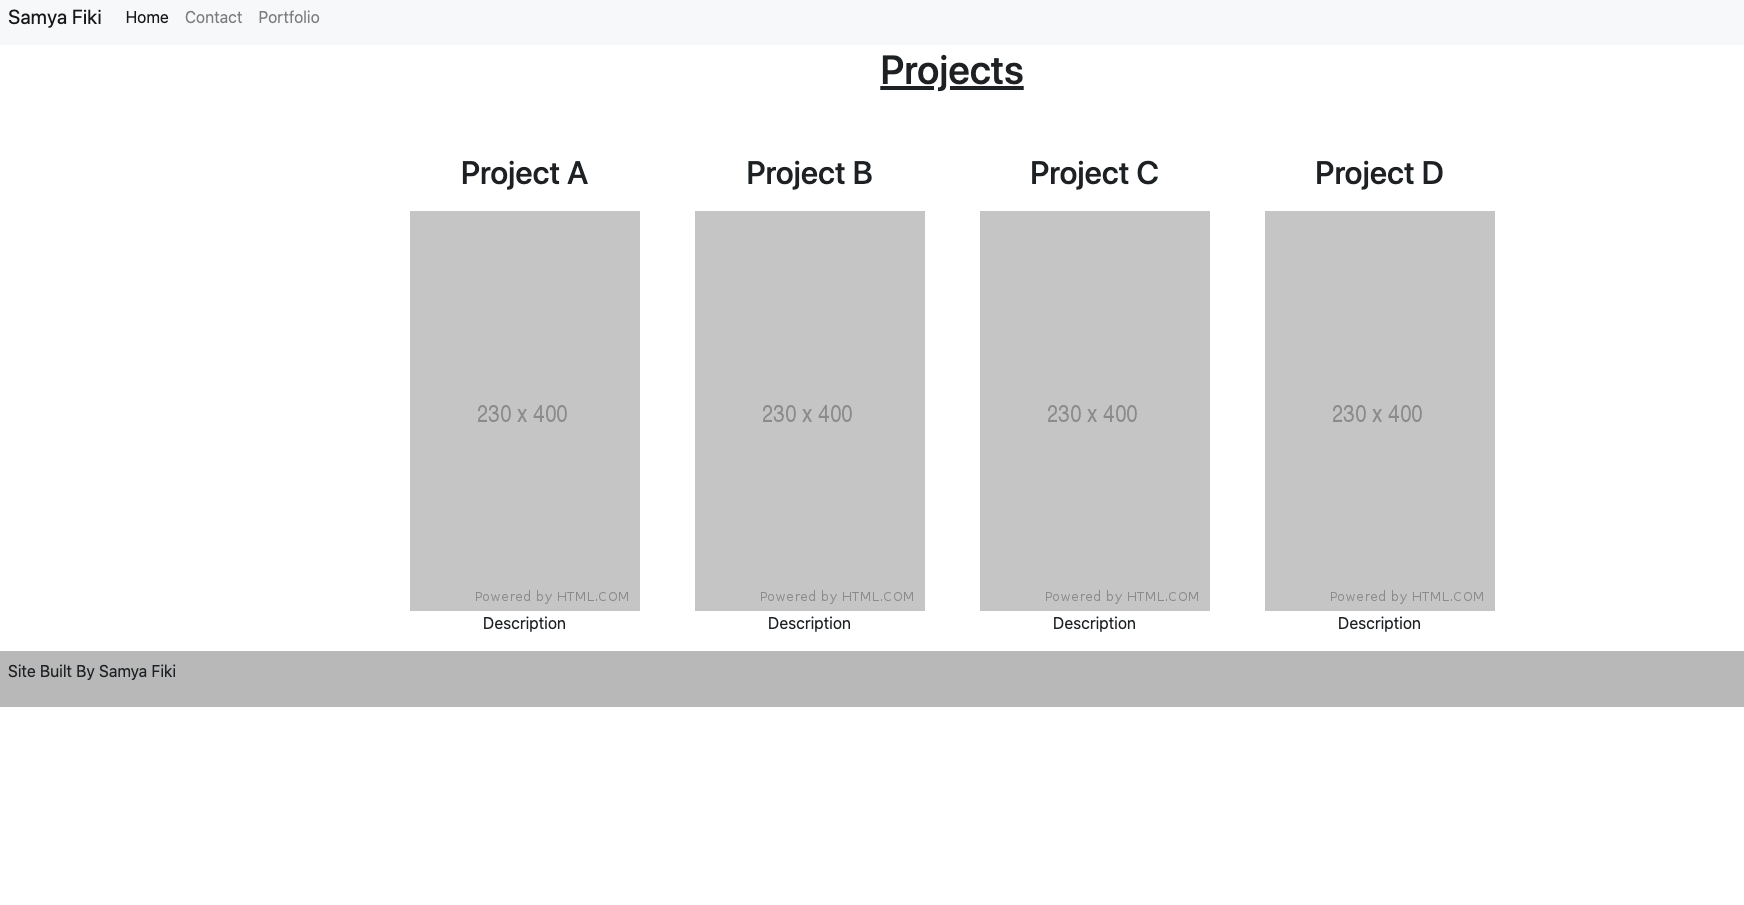 Samya Fiki Home Contact Portfolio
Projects
Project A Project B Project C Project D
230 x 400 230 x 400 230 x 400 230 x 400
Powered by HTML.COM Powered by HTML.COM Powered by HTML.COM Powered by HTML.COM
Description Description Description Description
Site Built By Samya Fiki